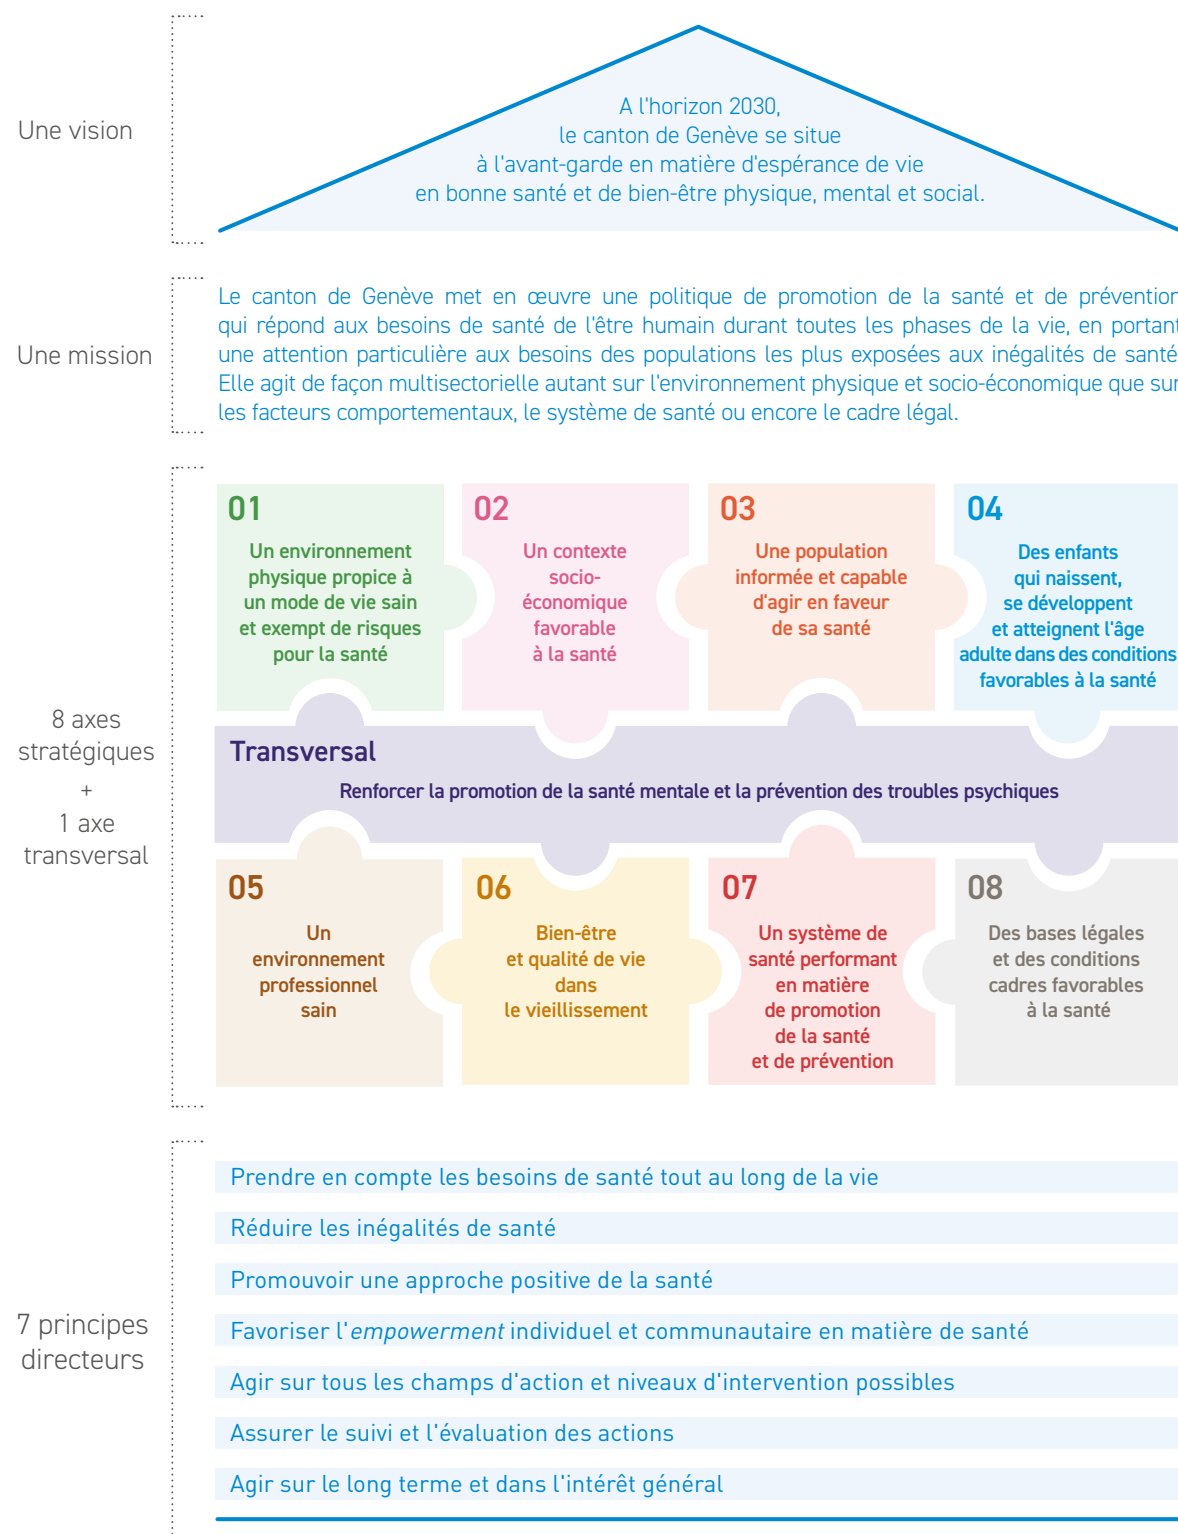 Une vision
A l'horizon 2030,
le canton de Genève se situe
à l'avant-garde en matière d'espérance de vie
en bonne santé et de bien-être physique, mental et social.
Une mission
Le canton de Genève met en œuvre une politique de promotion de la santé et de prévention
qui répond aux besoins de santé de l'être humain durant toutes les phases de la vie, en portant
une attention particulière aux besoins des populations les plus exposées aux inégalités de santé
Elle agit de façon multisectorielle autant sur l'environnement physique et socio-économique que sur
les facteurs comportementaux, le système de santé ou encore le cadre légal.
8 axes
stratégiques
+
1 axe
transversal
01
Un environnement
physique propice à
un mode de vie sain
et exempt de risques
pour la santé
02
Un contexte
socio-
économique
favorable
à la santé
03
Une population
informée et capable
d'agir en faveur
de sa santé
04
Des enfants
qui naissent,
se développent
et atteignent l'âge
adulte dans des conditions
favorables à la santé
Transversal
Renforcer la promotion de la santé mentale et la prévention des troubles psychiques
05
Un
environnement
professionnel
sain
06
Bien-être
et qualité de vie
dans
le vieillissement
07
Un système de
santé performant
en matière
de promotion
de la santé
et de prévention
08
Des bases légales
et des conditions
cadres favorables
à la santé
7 principes
directeurs
Prendre en compte les besoins de santé tout au long de la vie
Réduire les inégalités de santé
Promouvoir une approche positive de la santé
Favoriser l'empowerment individuel et communautaire en matière de santé
Agir sur tous les champs d'action et niveaux d'intervention possibles
Assurer le suivi et l'évaluation des actions
Agir sur le long terme et dans l'intérêt général